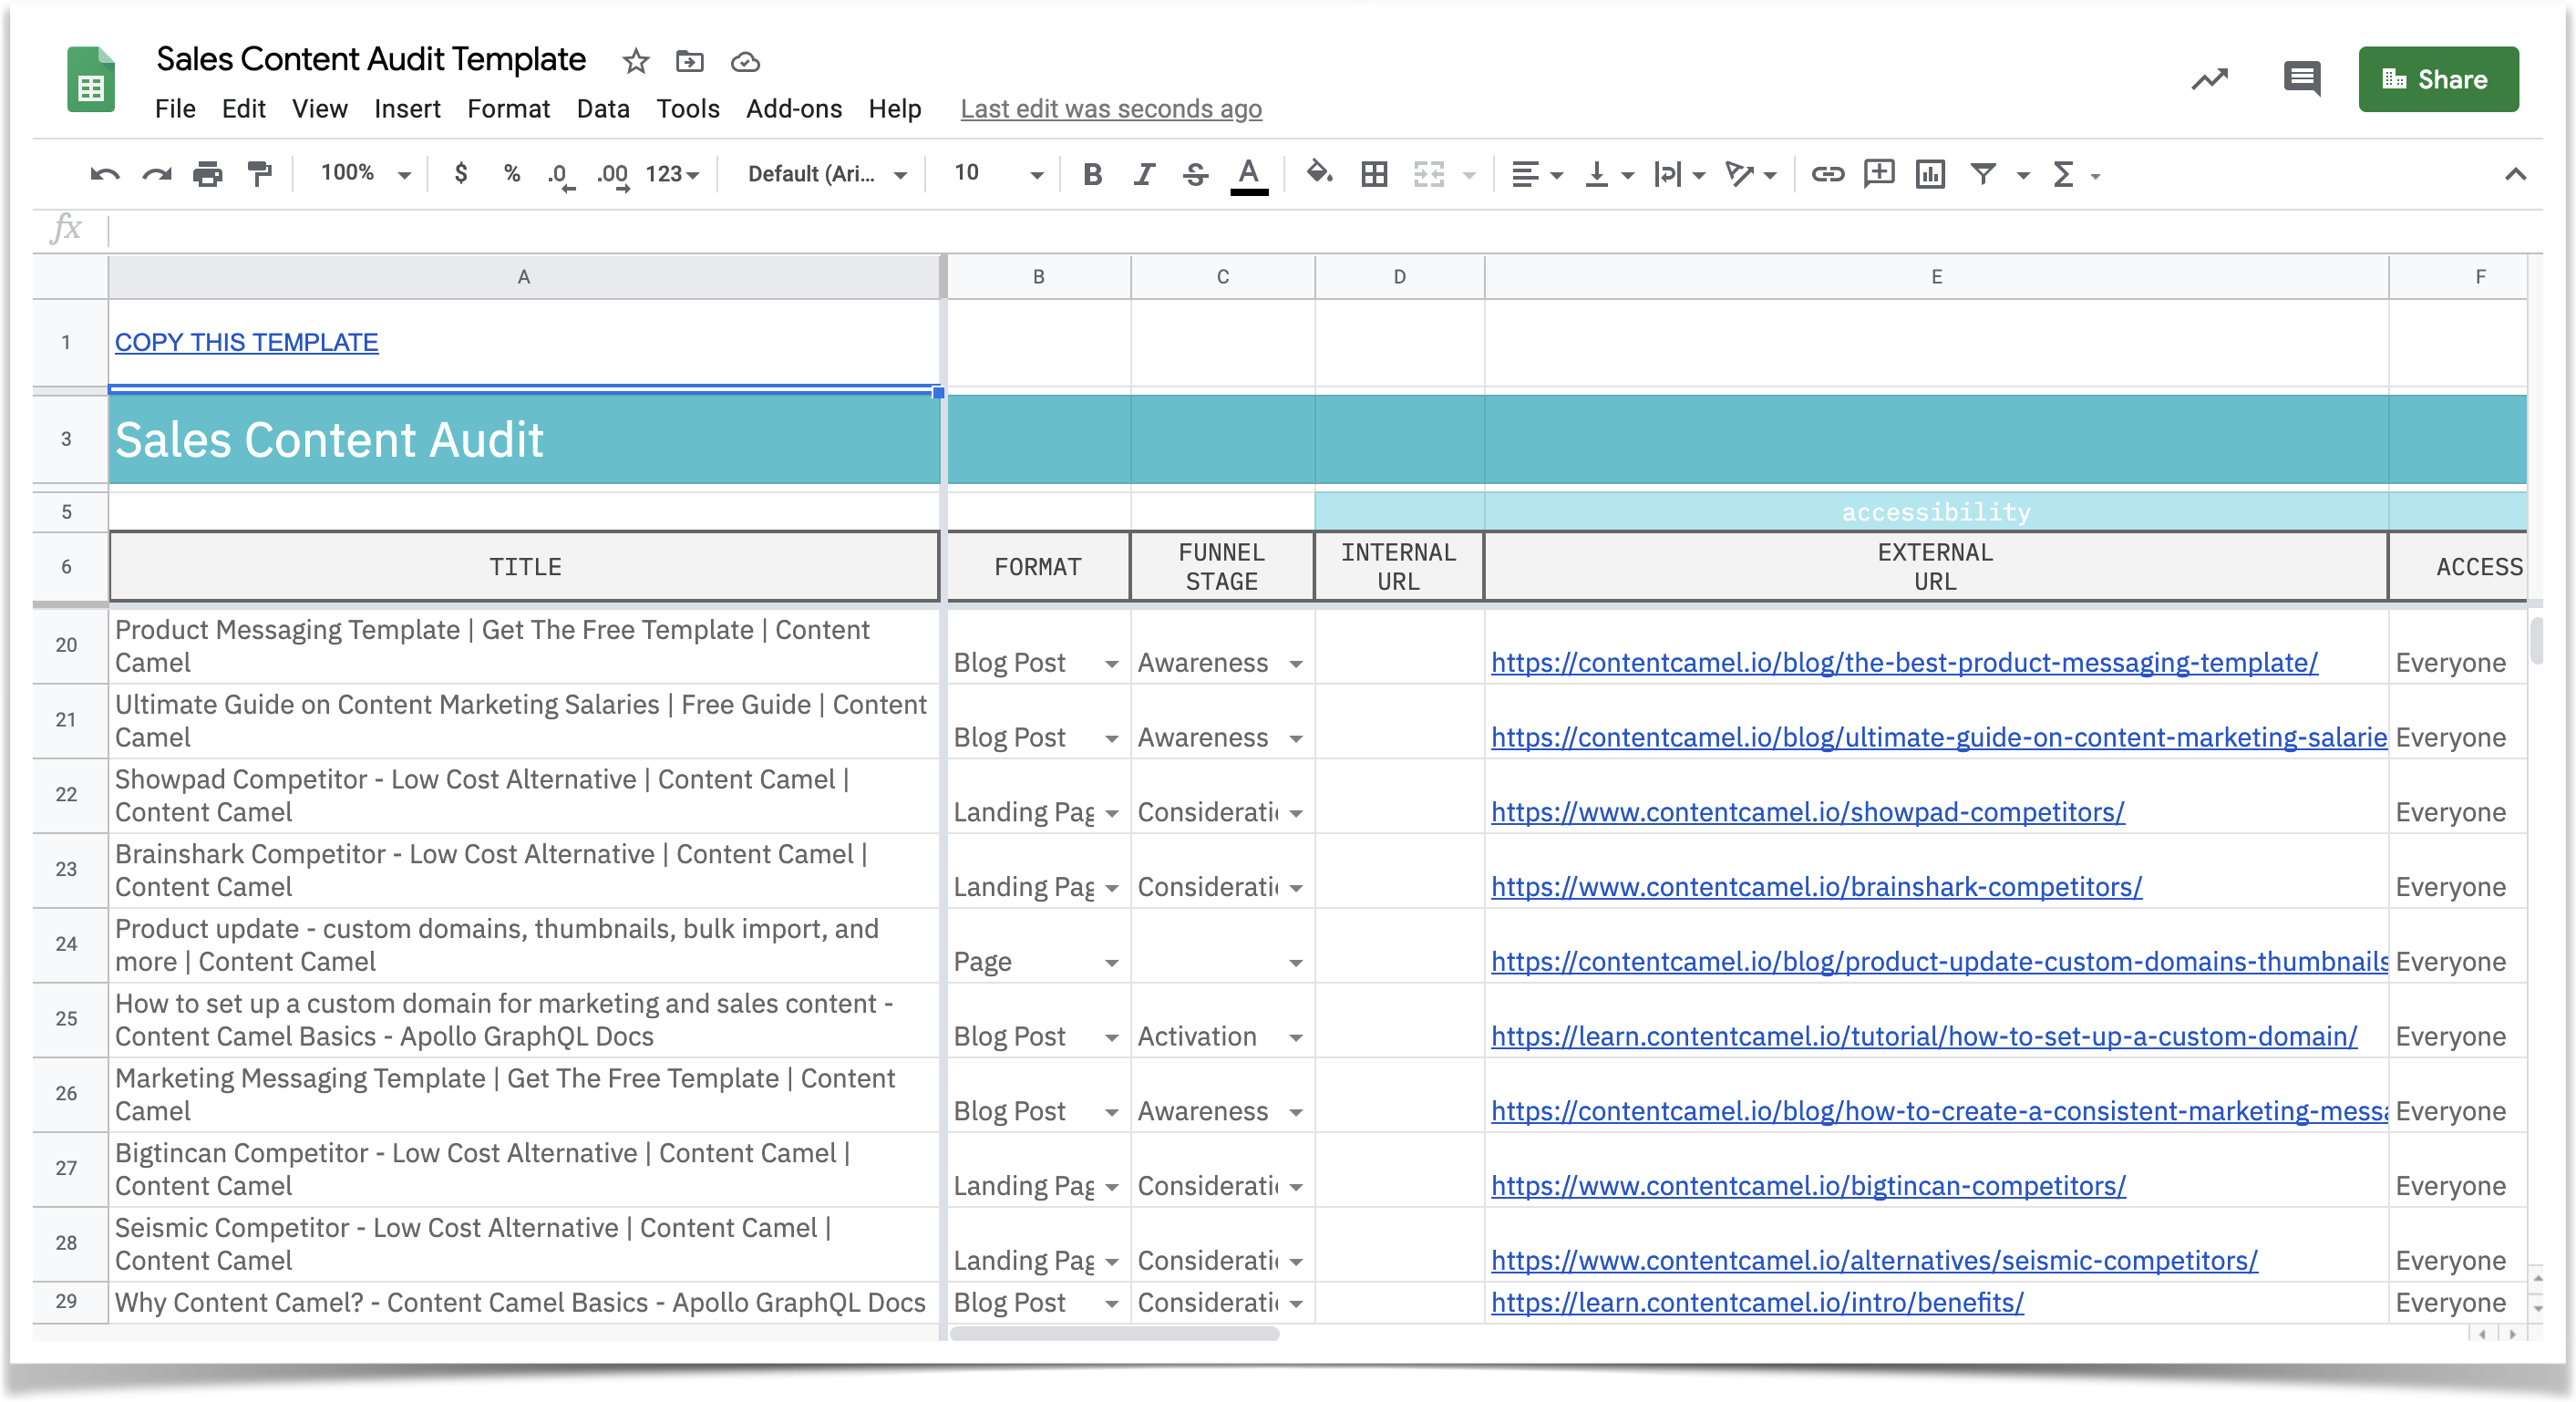 Sales Content Audit Template
File Edit View Insert Format Data Tools Add-ons Help Last edit was seconds ago
Share
100% $ % .0 .00 123 Default (Ari... 10 B I S A Σ
fx
A B C D E F
1 COPY THIS TEMPLATE
3 Sales Content Audit
5 accessibility
6 TITLE FORMAT FUNNEL STAGE INTERNAL URL EXTERNAL URL ACCESS
20 Product Messaging Template | Get The Free Template | Content
Camel Blog Post Awareness https://contentcamel.io/blog/the-best-product-messaging-template/ Everyone
21 Ultimate Guide on Content Marketing Salaries | Free Guide | Content
Camel Blog Post Awareness https://contentcamel.io/blog/ultimate-guide-on-content-marketing-salarie Everyone
22 Showpad Competitor - Low Cost Alternative | Content Camel |
Content Camel Landing Pag Consideratio https://www.contentcamel.io/showpad-competitors/ Everyone
23 Brainshark Competitor - Low Cost Alternative | Content Camel |
Content Camel Landing Pag Consideratio https://www.contentcamel.io/brainshark-competitors/ Everyone
24 Product update - custom domains, thumbnails, bulk import, and
more | Content Camel Page https://contentcamel.io/blog/product-update-custom-domains-thumbnails Everyone
25 How to set up a custom domain for marketing and sales content -
Content Camel Basics - Apollo GraphQL Docs Blog Post Activation https://learn.contentcamel.io/tutorial/how-to-set-up-a-custom-domain/ Everyone
26 Marketing Messaging Template | Get The Free Template | Content
Camel Blog Post Awareness https://contentcamel.io/blog/how-to-create-a-consistent-marketing-messa Everyone
27 Bigtincan Competitor - Low Cost Alternative | Content Camel |
Content Camel Landing Pag Consideratio https://www.contentcamel.io/bigtincan-competitors/ Everyone
28 Seismic Competitor - Low Cost Alternative | Content Camel |
Content Camel Landing Pag Consideratio https://www.contentcamel.io/alternatives/seismic-competitors/ Everyone
29 Why Content Camel? - Content Camel Basics - Apollo GraphQL Docs Blog Post Consideratio https://learn.contentcamel.io/intro/benefits/ Everyone